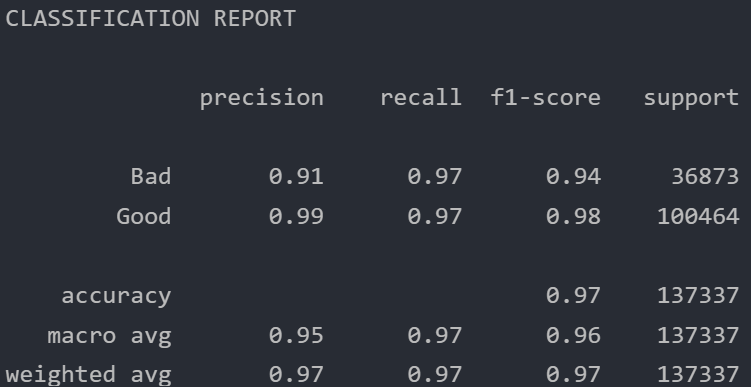 CLASSIFICATION REPORT
precision recall f1-score support
Bad 0.91 0.97 0.94 36873
Good 0.99 0.97 0.98 100464
accuracy 0.97 137337
macro avg 0.95 0.97 0.96 137337
weighted avg 0.97 0.97 0.97 137337